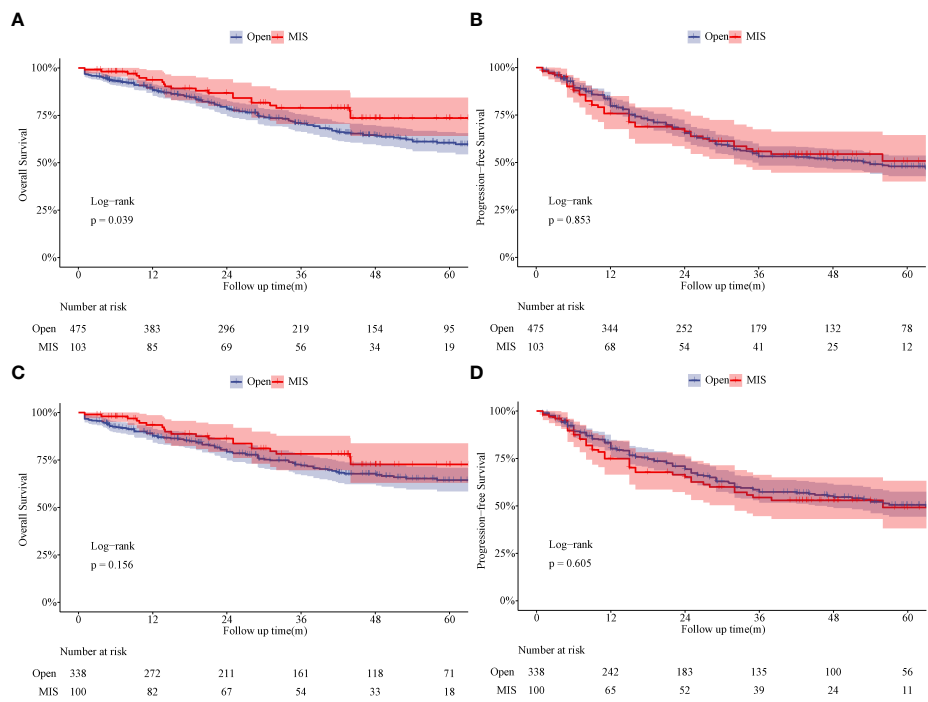 A
Open MIS
100%
75%
50%
25%
0%
Overall Survival
Log-rank
p = 0.039
0 12 24 36 48 60
Follow up time(m)
Number at risk
Open 475 383 296 219 154 95
MIS 103 85 69 56 34 19
B
Open MIS
100%
75%
50%
25%
0%
Progression-free Survival
Log-rank
p = 0.853
0 12 24 36 48 60
Follow up time(m)
Number at risk
Open 475 344 252 179 132 78
MIS 103 68 54 41 25 12
C
Open MIS
100%
75%
50%
25%
0%
Overall Survival
Log-rank
p = 0.156
0 12 24 36 48 60
Follow up time(m)
Number at risk
Open 338 272 211 161 118 71
MIS 100 82 67 54 33 18
D
Open MIS
100%
75%
50%
25%
0%
Progression-free Survival
Log-rank
p = 0.605
0 12 24 36 48 60
Follow up time(m)
Number at risk
Open 338 242 183 135 100 56
MIS 100 65 52 39 24 11